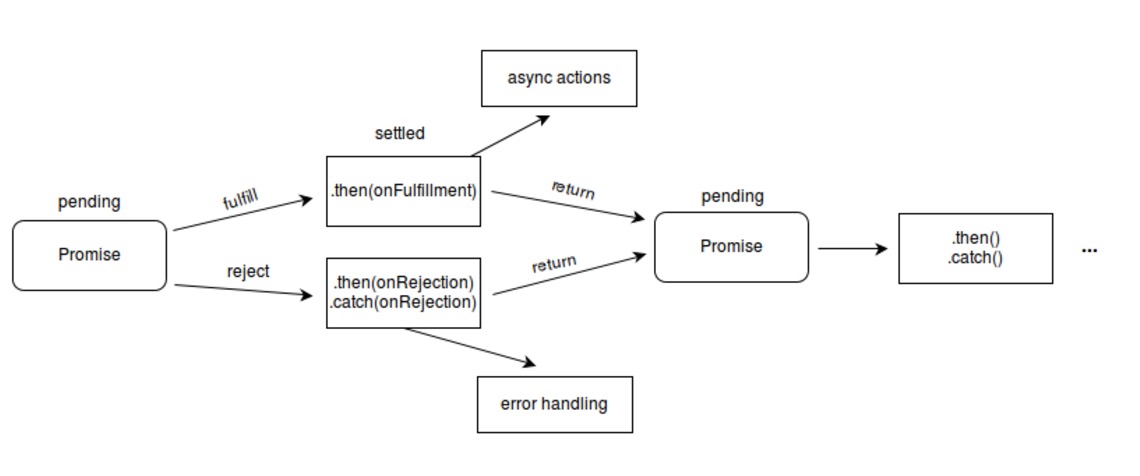 async actions
settled
.then(onFulfillment)
pending
Promise
fulfill
reject
.then(onRejection)
.catch(onRejection)
return
return
error handling
pending
Promise
.then()
.catch()
...